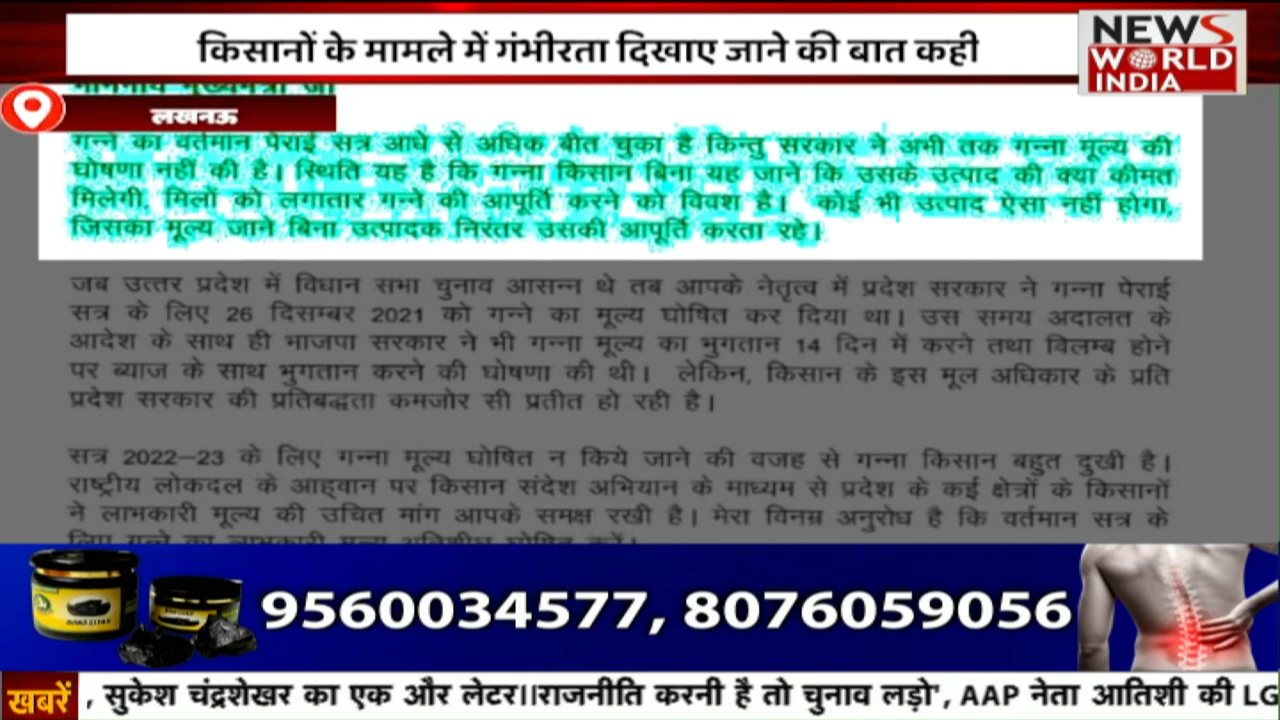 किसानों के मामले में गंभीरता दिखाए जाने की बात कही
NEWS
WORLD
INDIA
माननीय मुख्यमंत्री जी
लखनऊ
गन्ने का वर्तमान पेराई सत्र आधे से अधिक बीत चुका है किन्तु सरकार ने अभी तक गन्ना मूल्य की
घोषणा नहीं की है। स्थिति यह है कि गन्ना किसान बिना यह जाने कि उसके उत्पाद की क्या कीमत
मिलेगी, मिलों को लगातार गन्ने की आपूर्ति करने को विवश है। कोई भी उत्पाद ऐसा नहीं होगा,
जिसका मूल्य जाने बिना उत्पादक निरंतर उसकी आपूर्ति करता रहे।
जब उत्तर प्रदेश में विधान सभा चुनाव आसन्न थे तब आपके नेतृत्व में प्रदेश सरकार ने गन्ना पेराई
सत्र के लिए 26 दिसम्बर 2021 को गन्ने का मूल्य घोषित कर दिया था। उस समय अदालत के
आदेश के साथ ही भाजपा सरकार ने भी गन्ना मूल्य का भुगतान 14 दिन में करने तथा विलम्ब होने
पर ब्याज के साथ भुगतान करने की घोषणा की थी। लेकिन, किसान के इस मूल अधिकार के प्रति
प्रदेश सरकार की प्रतिबद्धता कमजोर सी प्रतीत हो रही है।
सत्र 2022–23 के लिए गन्ना मूल्य घोषित न किये जाने की वजह से गन्ना किसान बहुत दुखी है।
राष्ट्रीय लोकदल के आह्वान पर किसान संदेश अभियान के माध्यम से प्रदेश के कई क्षेत्रों के किसानों
ने लाभकारी मूल्य की उचित मांग आपके समक्ष रखी है। मेरा विनम्र अनुरोध है कि वर्तमान सत्र के
लिए गन्ने का लाभकारी मूल्य अतिशीघ्र घोषित करें।
9560034577, 8076059056
खबरें , सुकेश चंद्रशेखर का एक और लेटर।।राजनीति करनी है तो चुनाव लड़ो', AAP नेता आतिशी की LG